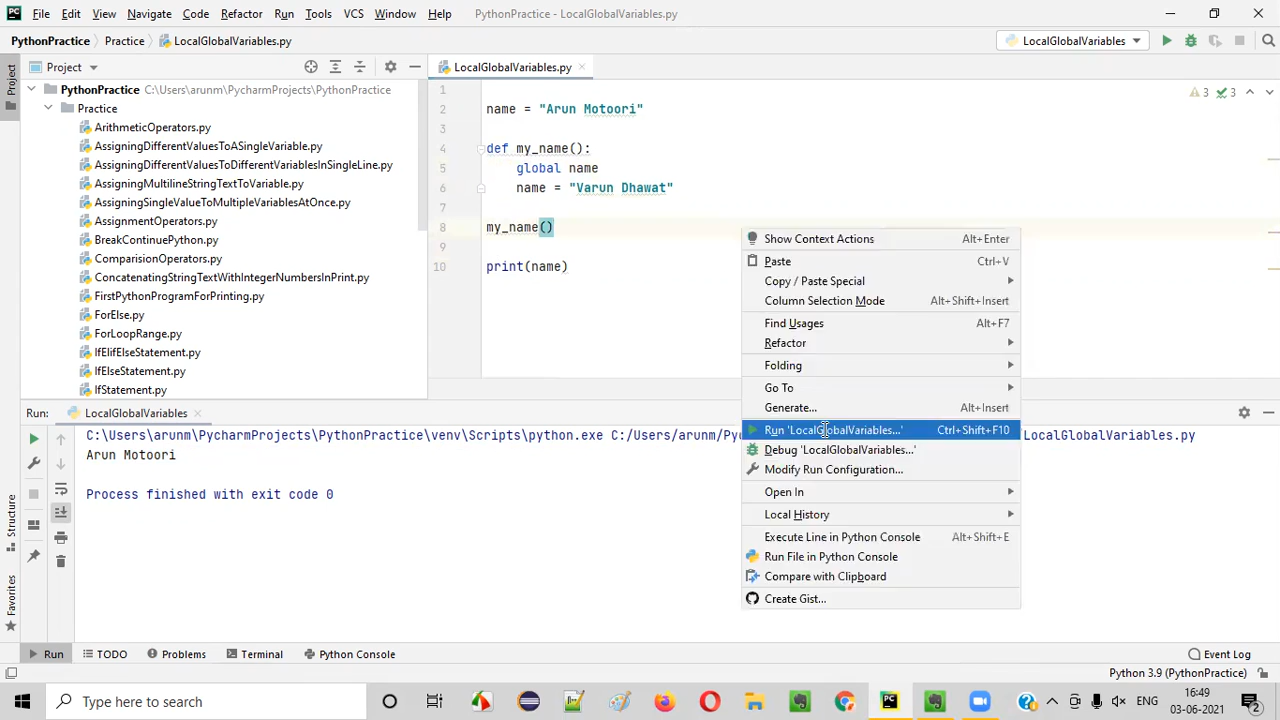 PC File Edit View Navigate Code Refactor Run Tools VCS Window Help PythonPractice - LocalGlobalVariables.py
PythonPractice Practice LocalGlobalVariables.py LocalGlobalVariables
Project
Project
LocalGlobalVariables.py
PythonPractice C:\Users\arunm\PycharmProjects\PythonPractice
Practice
ArithmeticOperators.py
AssigningDifferentValuesToASingleVariable.py
AssigningDifferentValuesToDifferentVariablesInSingleLine.py
AssigningMultilineStringTextToVariable.py
AssigningSingleValueToMultipleVariablesAtOnce.py
AssignmentOperators.py
BreakContinuePython.py
ComparisionOperators.py
ConcatenatingStringTextWithIntegerNumbersInPrint.py
FirstPythonProgramForPrinting.py
ForElse.py
ForLoopRange.py
IfElifElseStatement.py
IfElseStatement.py
IfStatement.py
1
2 name = "Arun Motoori"
3
4 def my_name():
5 global name
6 name = "Varun Dhawat"
7
8 my_name()
9
10 print(name)
3 3
Show Context Actions Alt+Enter
Paste Ctrl+V
Copy / Paste Special
Column Selection Mode Alt+Shift+Insert
Find Usages Alt+F7
Refactor
Folding
Go To
Generate... Alt+Insert
Run 'LocalGlobalVariables...' Ctrl+Shift+F10
Debug 'LocalGlobalVariables...'
Modify Run Configuration...
Open In
Local History
Execute Line in Python Console Alt+Shift+E
Run File in Python Console
Compare with Clipboard
Create Gist...
Run: LocalGlobalVariables
C:\Users\arunm\PycharmProjects\PythonPractice\venv\Scripts\python.exe C:/Users/arunm/Py LocalGlobalVariables.py
Arun Motoori
Process finished with exit code 0
Structure
Favorites
Run TODO Problems Terminal Python Console Event Log
Python 3.9 (PythonPractice)
Type here to search
16:49
03-06-2021
2